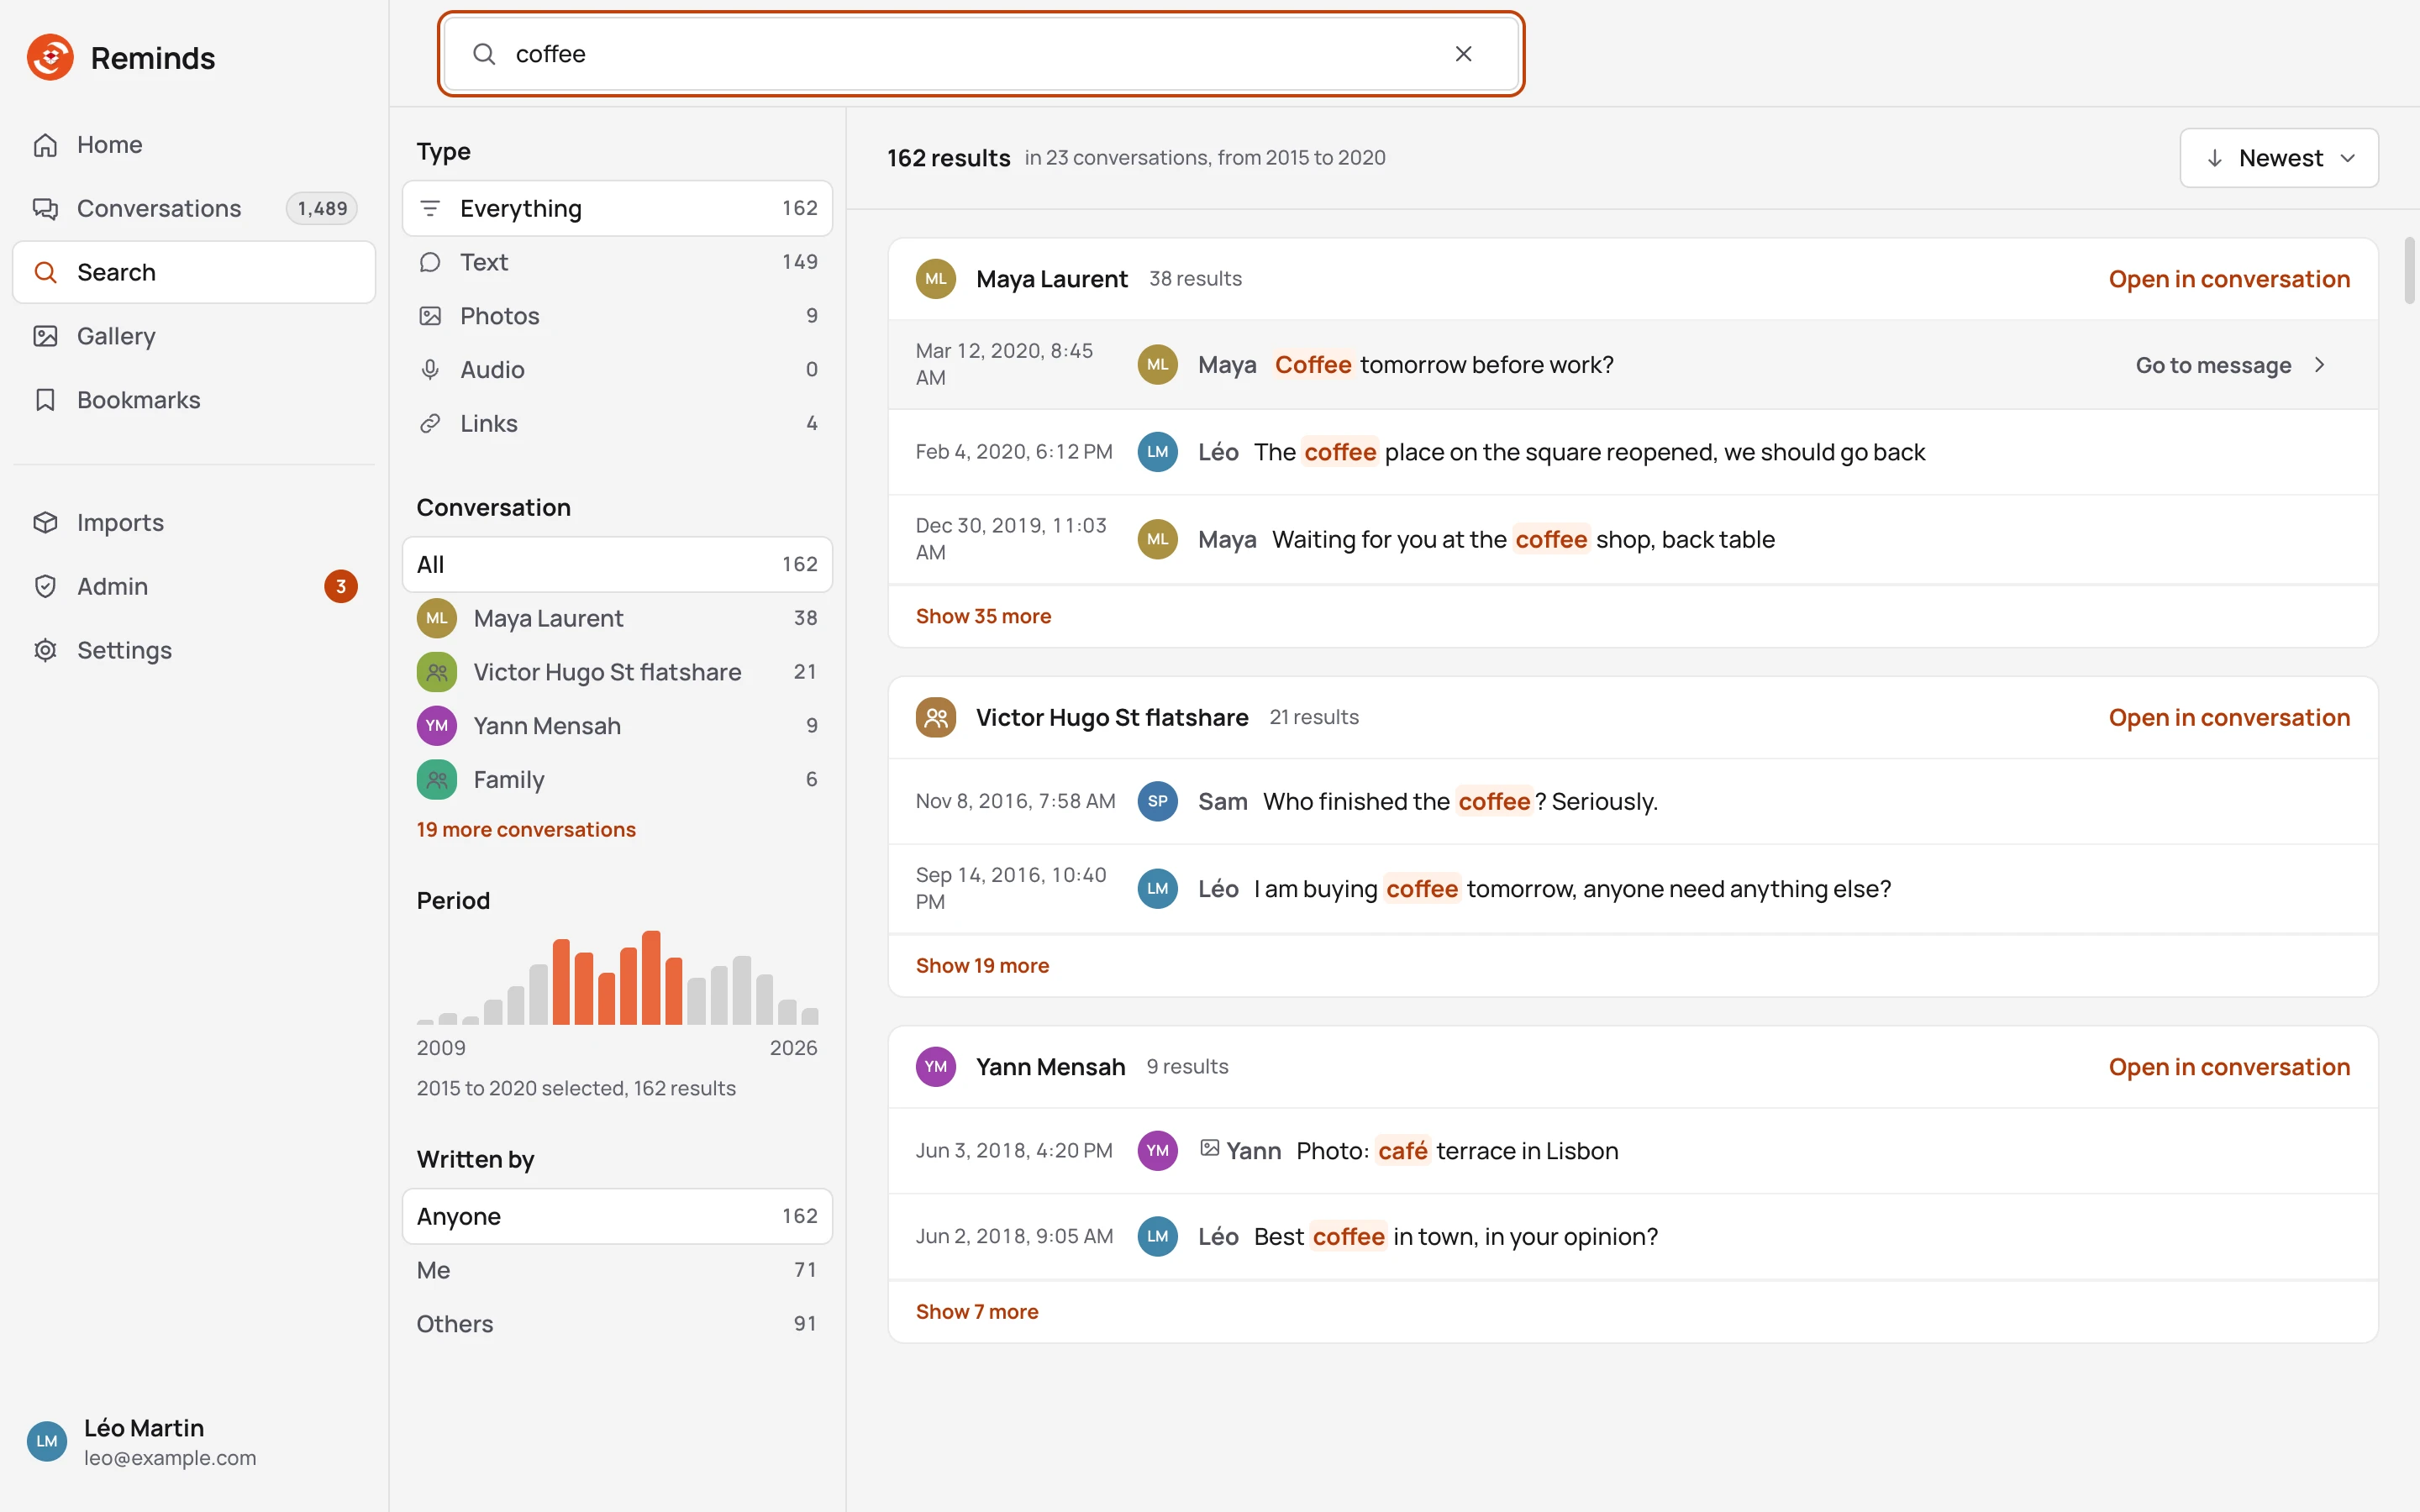 Reminds
Home
Conversations 1,489
Search
Gallery
Bookmarks
Imports
Admin 3
Settings
LM
Léo Martin
leo@example.com
coffee
Type
Everything 162
Text 149
Photos 9
Audio 0
Links 4
Conversation
All 162
ML Maya Laurent 38
Victor Hugo St flatshare 21
YM Yann Mensah 9
Family 6
19 more conversations
Period
2009 2026
2015 to 2020 selected, 162 results
Written by
Anyone 162
Me 71
Others 91
162 results in 23 conversations, from 2015 to 2020
Newest
ML Maya Laurent 38 results Open in conversation
Mar 12, 2020, 8:45
AM
ML Maya Coffee tomorrow before work? Go to message
Feb 4, 2020, 6:12 PM LM Léo The coffee place on the square reopened, we should go back
Dec 30, 2019, 11:03
AM
ML Maya Waiting for you at the coffee shop, back table
Show 35 more
Victor Hugo St flatshare 21 results Open in conversation
Nov 8, 2016, 7:58 AM SP Sam Who finished the coffee? Seriously.
Sep 14, 2016, 10:40
PM
LM Léo I am buying coffee tomorrow, anyone need anything else?
Show 19 more
YM Yann Mensah 9 results Open in conversation
Jun 3, 2018, 4:20 PM YM Yann Photo: café terrace in Lisbon
Jun 2, 2018, 9:05 AM LM Léo Best coffee in town, in your opinion?
Show 7 more